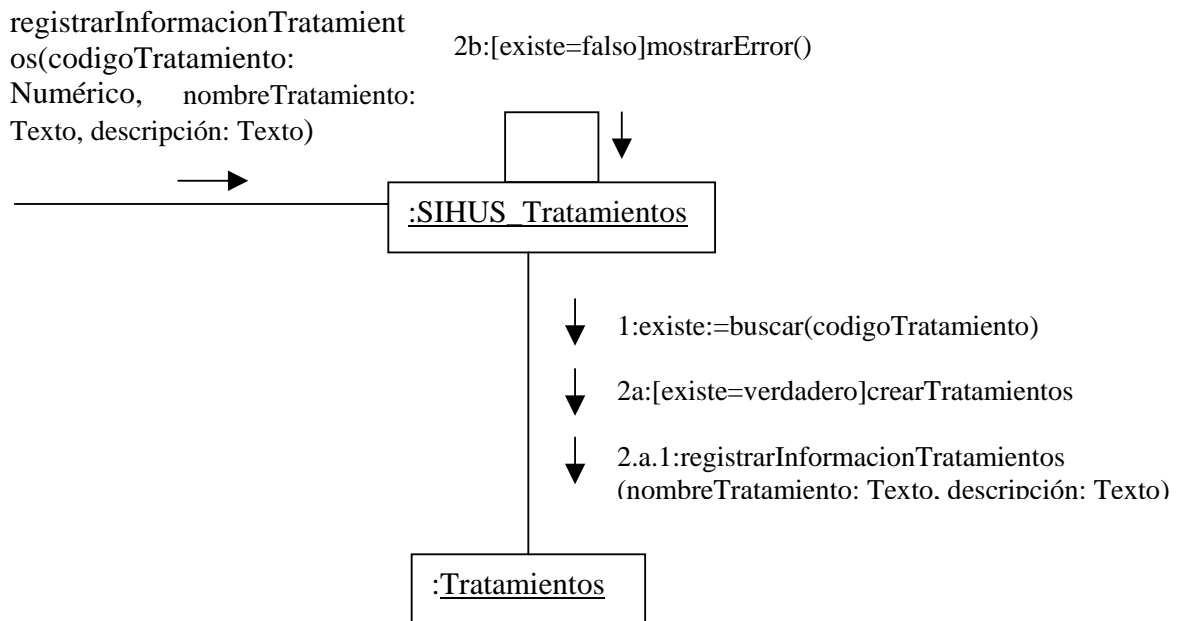 registrarInformacionTratamient
os(codigoTratamiento:
Numérico, nombreTratamiento:
Texto, descripción: Texto)
2b:[existe=falso]mostrarError()
:SIHUS_Tratamientos
1:existe:=buscar(codigoTratamiento)
2a:[existe=verdadero]crearTratamientos
2.a.1:registrarInformacionTratamientos
(nombreTratamiento: Texto, descripción: Texto)
:Tratamientos